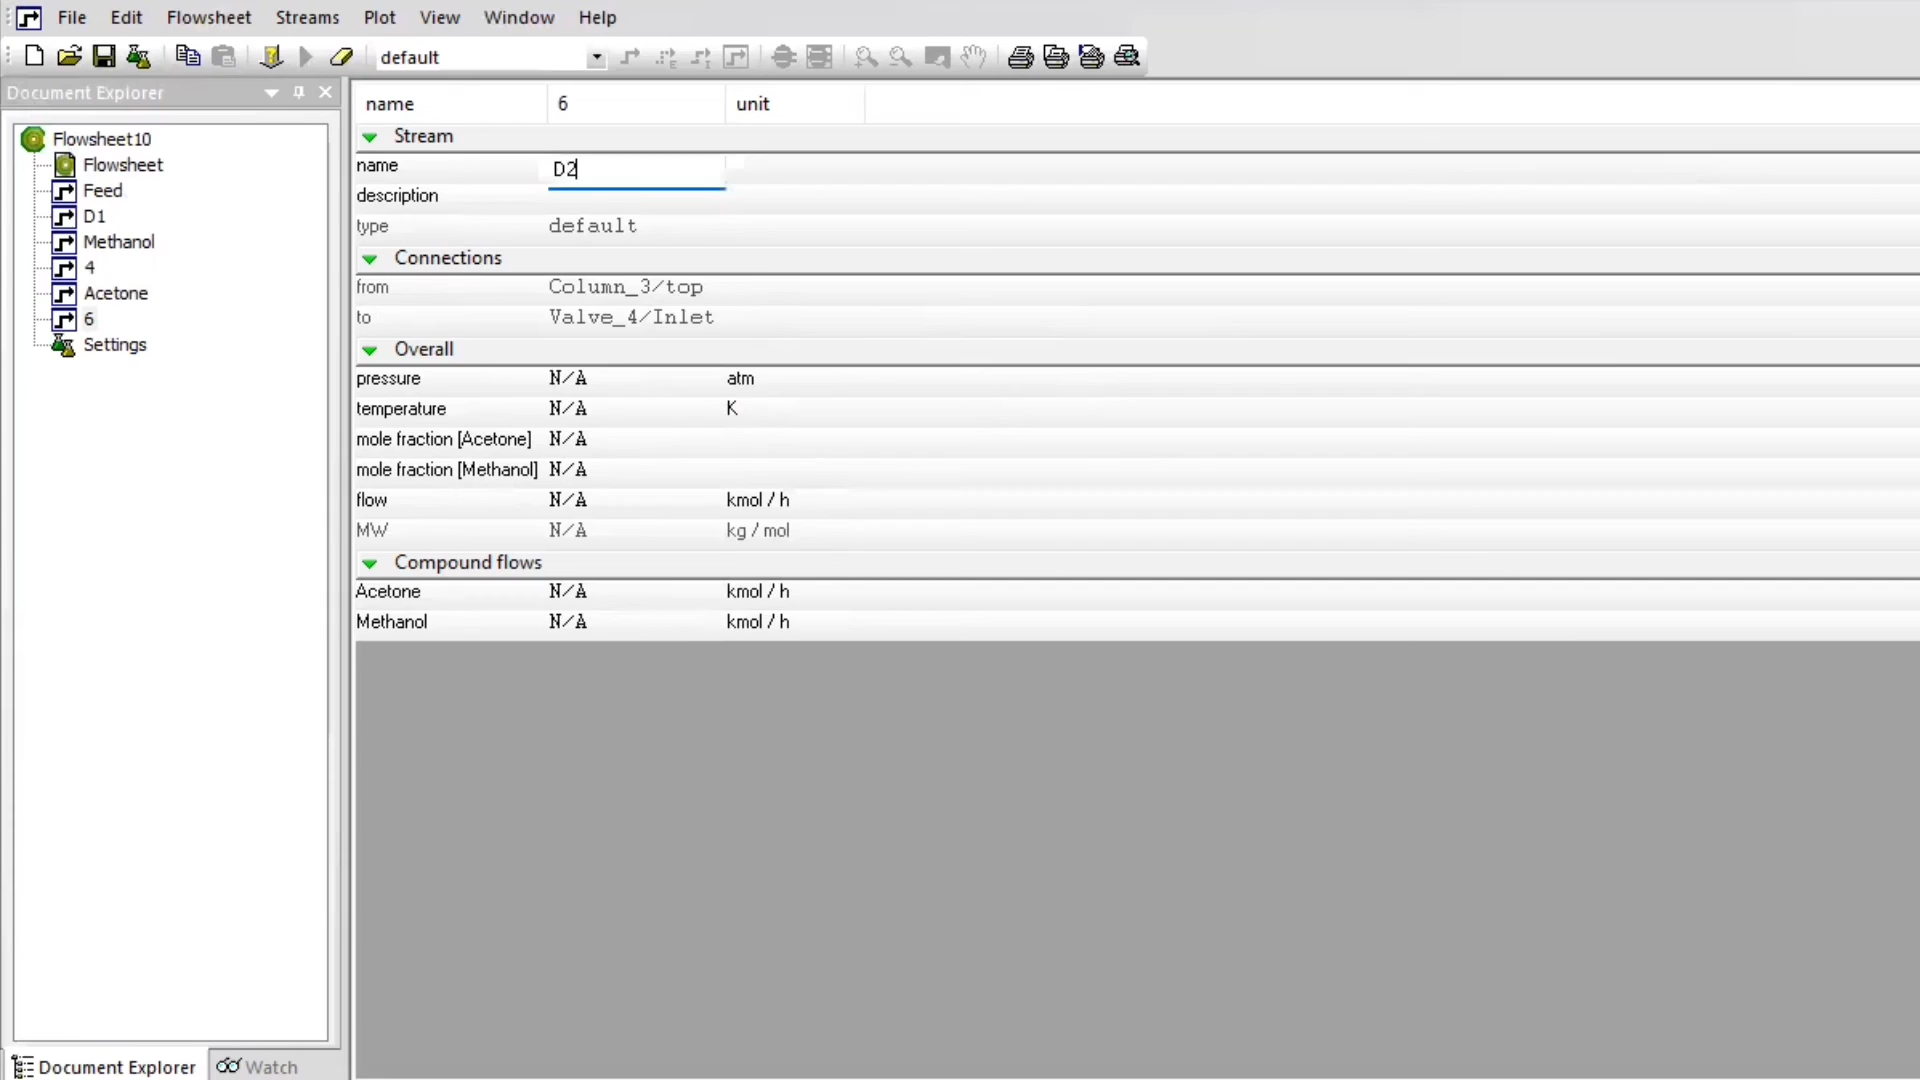 File Edit Flowsheet Streams Plot View Window Help
default
Document Explorer
Flowsheet10
Flowsheet
Feed
D1
Methanol
4
Acetone
6
Settings
Document Explorer Watch
name 6 unit
Stream
name D2
description
type default
Connections
from Column_3/top
to Valve_4/Inlet
Overall
pressure N/A atm
temperature N/A K
mole fraction [Acetone] N/A
mole fraction [Methanol] N/A
flow N/A kmol / h
MW N/A kg / mol
Compound flows
Acetone N/A kmol / h
Methanol N/A kmol / h